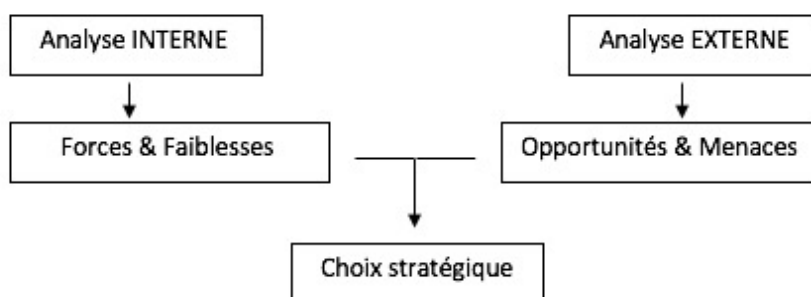 Analyse INTERNE
Analyse EXTERNE
Forces & Faiblesses
Opportunités & Menaces
Choix stratégique